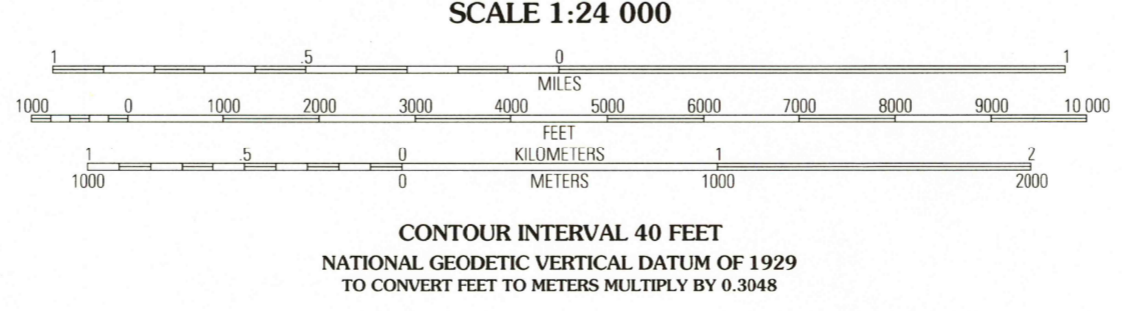 SCALE 1:24 000
1 .5 0 1
MILES
1000 0 1000 2000 3000 4000 5000 6000 7000 8000 9000 10 000
FEET
1 .5 0 KILOMETERS 1 2
1000 0 METERS 1000 2000
CONTOUR INTERVAL 40 FEET
NATIONAL GEODETIC VERTICAL DATUM OF 1929
TO CONVERT FEET TO METERS MULTIPLY BY 0.3048